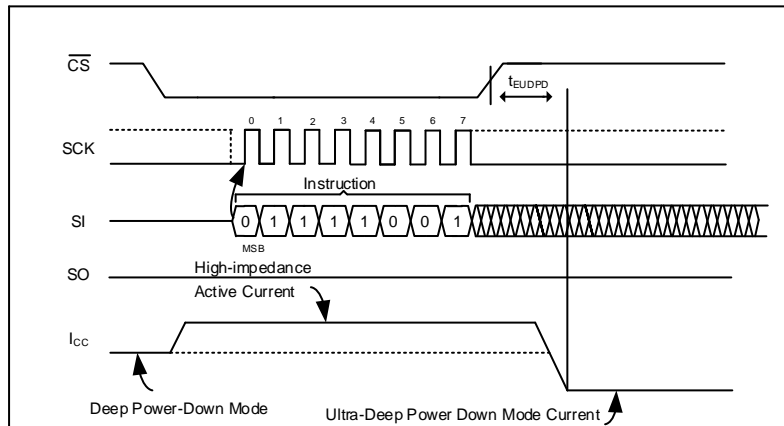 CS
tEUDPD
0 1 2 3 4 5 6 7
SCK
Instruction
SI
0 1 1 1 1 0 0 1
MSB
SO
High-impedance
Active Current
ICC
Deep Power-Down Mode
Ultra-Deep Power Down Mode Current